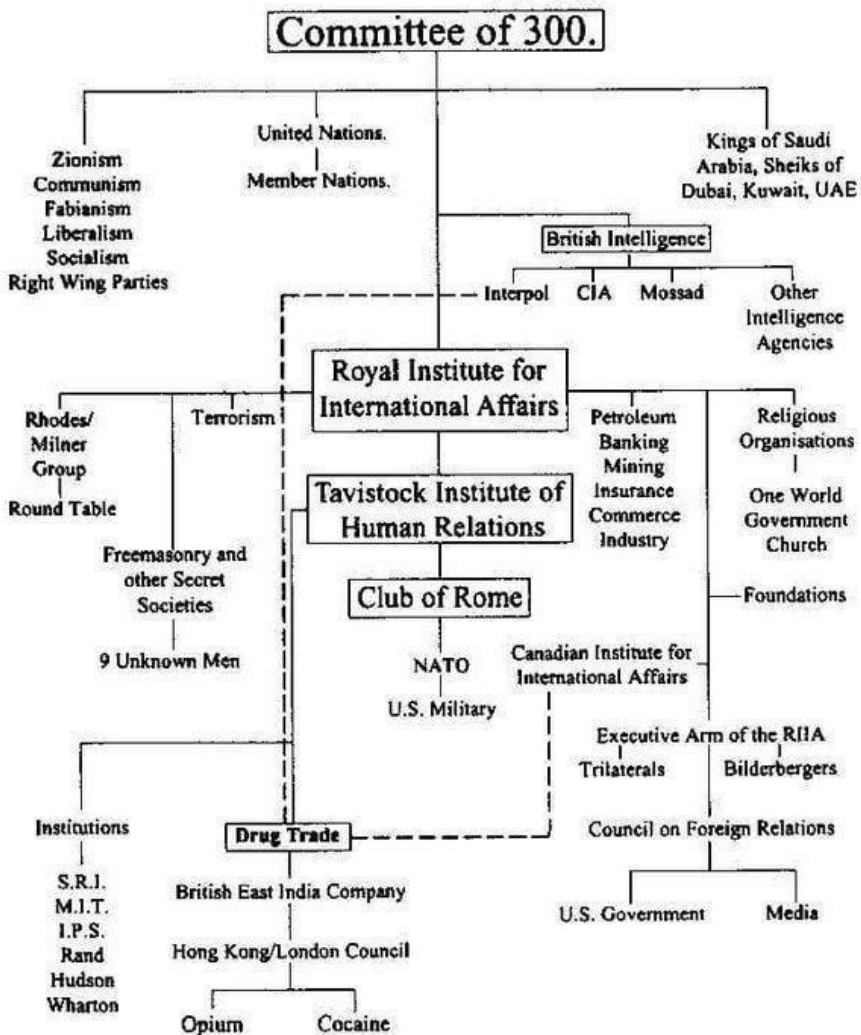 Committee of 300.
Zionism
Communism
Fabianism
Liberalism
Socialism
Right Wing Parties
United Nations.
Member Nations.
Kings of Saudi
Arabia, Sheiks of
Dubai, Kuwait, UAE
British Intelligence
Interpol
CIA
Mossad
Other
Intelligence
Agencies
Royal Institute for
International Affairs
Rhodes/
Milner
Group
Round Table
Terrorism
Freemasonry and
other Secret
Societies
9 Unknown Men
Petroleum
Banking
Mining
Insurance
Commerce
Industry
Religious
Organisations
One World
Government
Church
Foundations
Tavistock Institute of
Human Relations
Club of Rome
NATO
U.S. Military
Canadian Institute for
International Affairs
Executive Arm of the RIIA
Trilaterals
Bilderbergers
Council on Foreign Relations
U.S. Government
Media
Institutions
S.R.I.
M.I.T.
I.P.S.
Rand
Hudson
Wharton
Drug Trade
British East India Company
Hong Kong/London Council
Opium
Cocaine